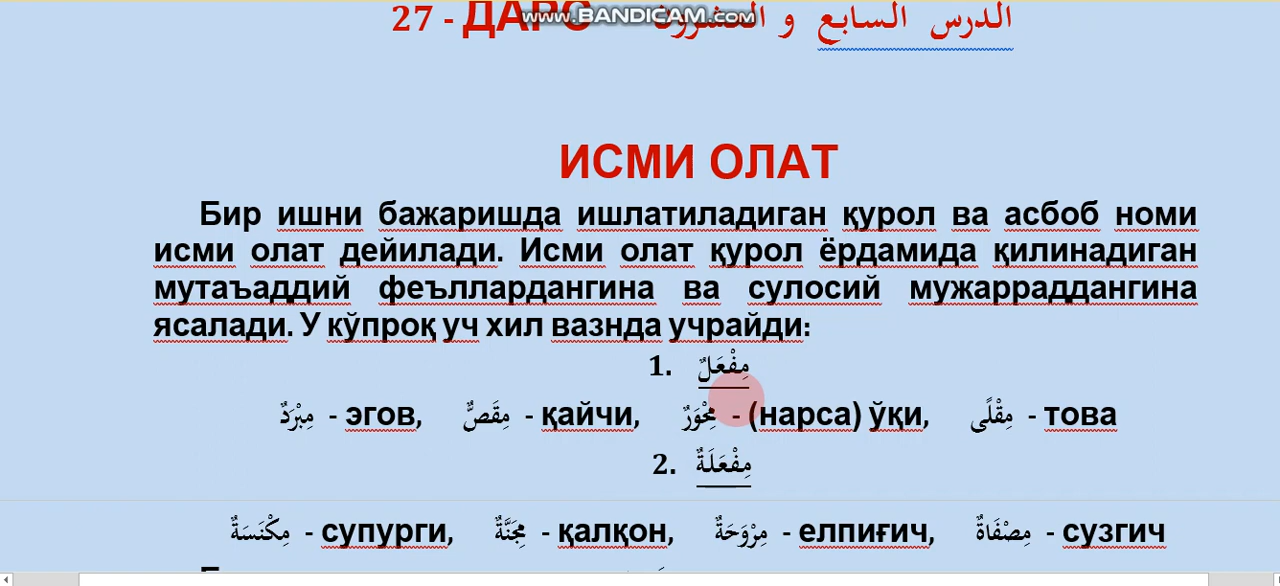 www.BANDICAM.com
27 - ДАРС الدرس السابع و العشرون
ИСМИ ОЛАТ
Бир ишни бажаришда ишлатиладиган қурол ва асбоб номи
исми олат дейилади. Исми олат қурол ёрдамида қилинадиган
мутаъаддий феъллардангина ва сулосий мужарраддангина
ясалади. У кўпроқ уч хил вазнда учрайди:
1. مِفْعَلٌ
مِبْرَدٌ - эгов, مِقَصٌّ - қайчи, مِحْوَرٌ - (нарса) ўқи, مِقْلًى - това
2. مِفْعَلَةٌ
مِكْنَسَةٌ - супурги, مِجَنَّةٌ - қалқон, مِرْوَحَةٌ - елпиғич, مِصْفَاةٌ - сузгич